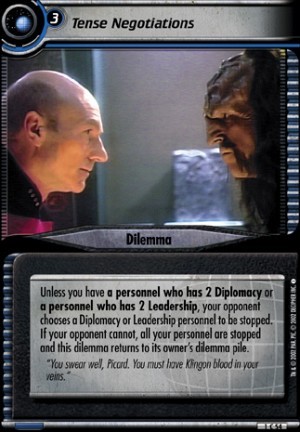 3 Tense Negotiations
Dilemma
Unless you have a personnel who has 2 Diplomacy or
a personnel who has 2 Leadership, your opponent
chooses a Diplomacy or Leadership personnel to be stopped.
If your opponent cannot, all your personnel are stopped
and this dilemma returns to its owner's dilemma pile.
"You swear well, Picard. You must have Klingon blood in your
veins."
1 C 54